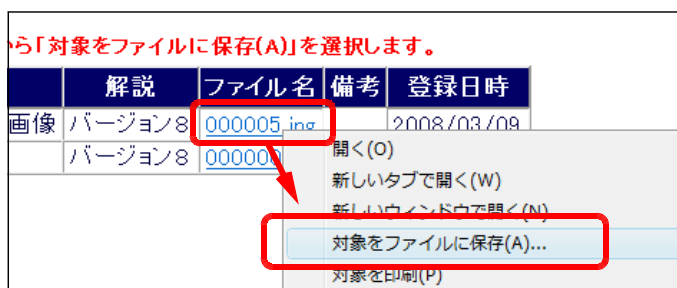 ら「対象をファイルに保存(A)」を選択します。
解説 ファイル名 備考 登録日時
画像 バージョン8 000005.jpg 2008/03/09
バージョン8 000000
開く(O)
新しいタブで開く(W)
新しいウィンドウで開く(N)
対象をファイルに保存(A)...
対象を印刷(P)